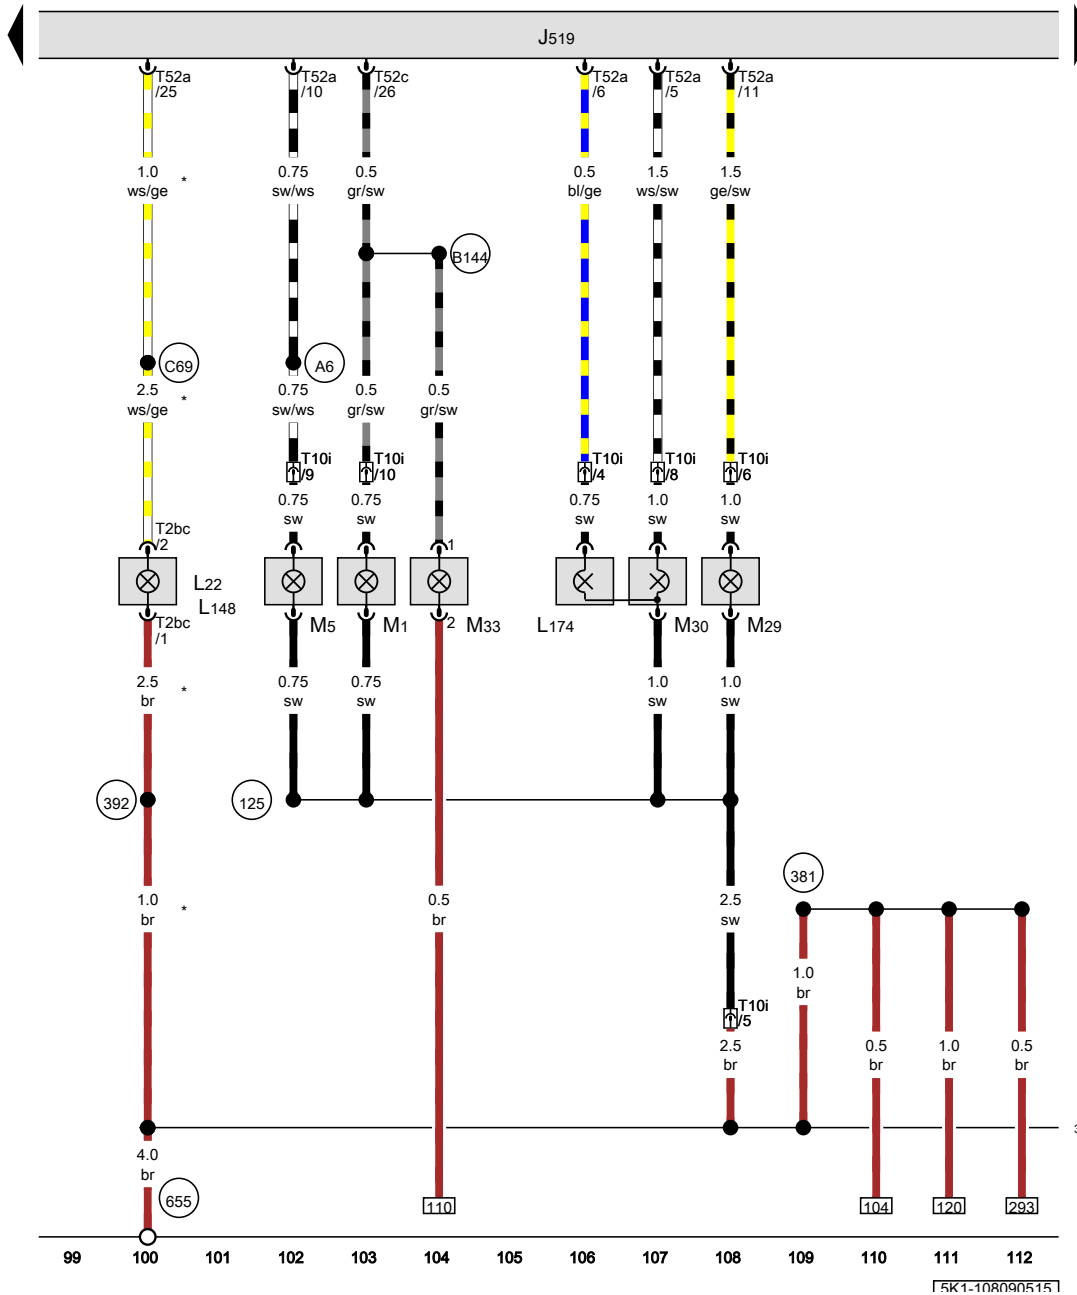 J519
T52a
/25
T52a
/10
T52c
/26
T52a
/6
T52a
/5
T52a
/11
1.0
ws/ge
*
0.75
sw/ws
0.5
gr/sw
0.5
bl/ge
1.5
ws/sw
1.5
ge/sw
B144
C69
A6
2.5
ws/ge
*
0.75
sw/ws
0.5
gr/sw
0.5
gr/sw
T10i
/9
T10i
/10
T10i
/4
T10i
/8
T10i
/6
0.75
sw
0.75
sw
0.75
sw
1.0
sw
1.0
sw
T2bc
/2
1
L22
L148
T2bc
/1
M5
M1
2
M33
L174
M30
M29
2.5
br
*
0.75
sw
0.75
sw
1.0
sw
1.0
sw
392
125
381
1.0
br
*
0.5
br
2.5
sw
1.0
br
T10i
/5
2.5
br
0.5
br
1.0
br
0.5
br
4.0
br
655
110
104
120
293
99 100 101 102 103 104 105 106 107 108 109 110 111 112
5K1-108090515